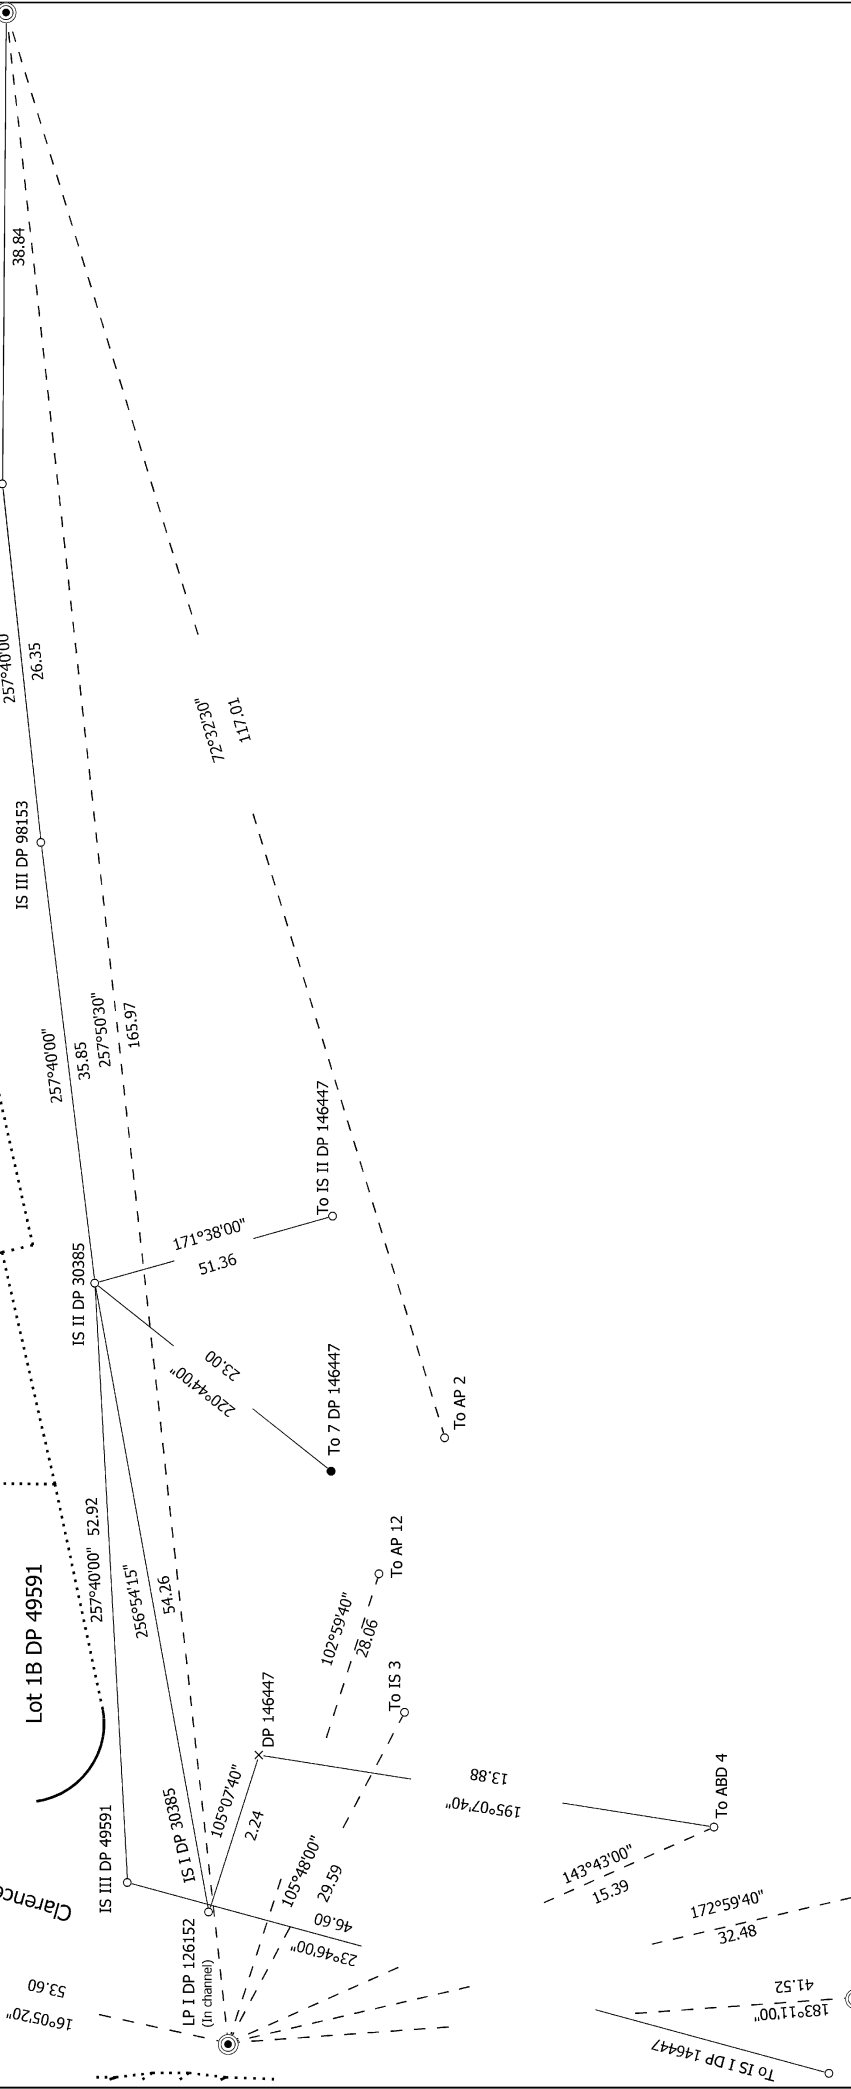 38.84
257°40'00
26.35
72°32'30"
117.01
IS III DP 98153
257°40'00"
35.85
257°50'30"
165.97
To IS II DP 146447
171°38'00"
51.36
IS II DP 30385
23.00
220°44'00"
To 7 DP 146447
To AP 2
257°40'00" 52.92
256°54'15"
54.26
Lot 1B DP 49591
To AP 12
102°59'40"
28.06
To IS 3
DP 146447
105°07'40"
2.24
13.88
195°07'40"
To ABD 4
IS III DP 49591
IS I DP 30385
105°48'00"
29.59
143°43'00"
15.39
Clarence
46.60
23°46'00"
172°59'40"
32.48
LP I DP 126152
(In channel)
53.60
16°05'20"
41.52
183°11'00"
To IS I DP 146447